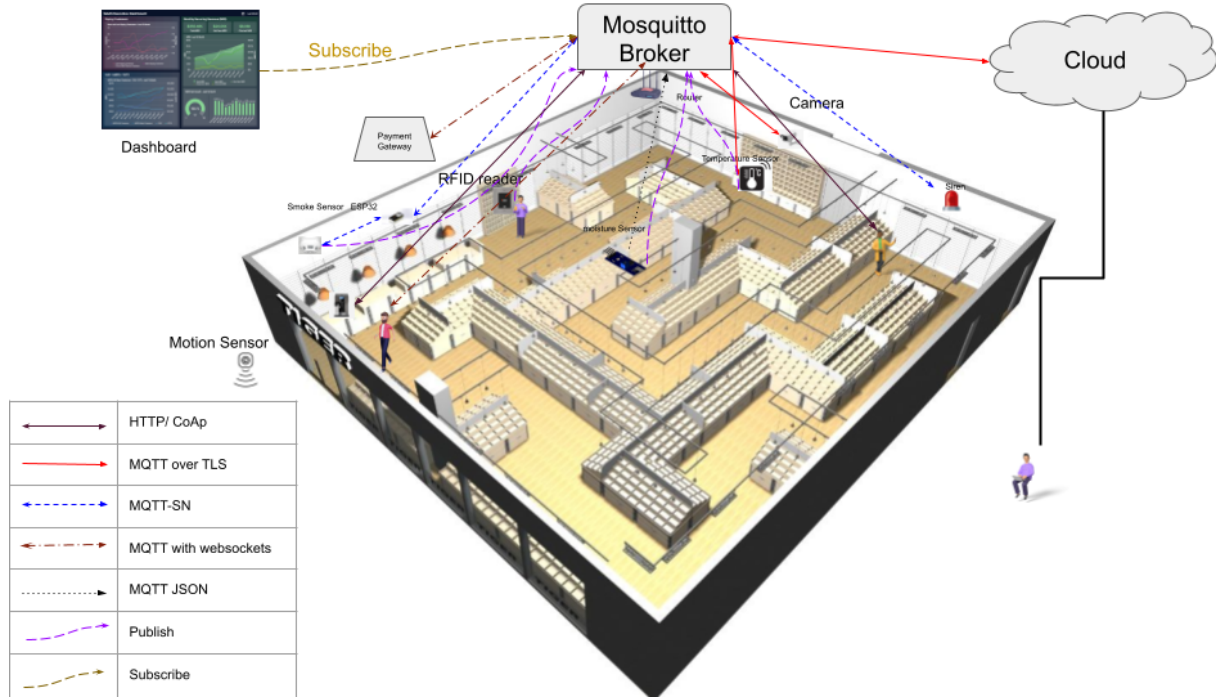 Mosquitto
Broker
Subscribe
Cloud
Dashboard
Payment
Gateway
Router
Camera
Temperature Sensor
RFID reader
Siren
Smoke Sensor
ESP32
moisture Sensor
Motion Sensor
HTTP/ CoAp
MQTT over TLS
MQTT-SN
MQTT with websockets
MQTT JSON
Publish
Subscribe